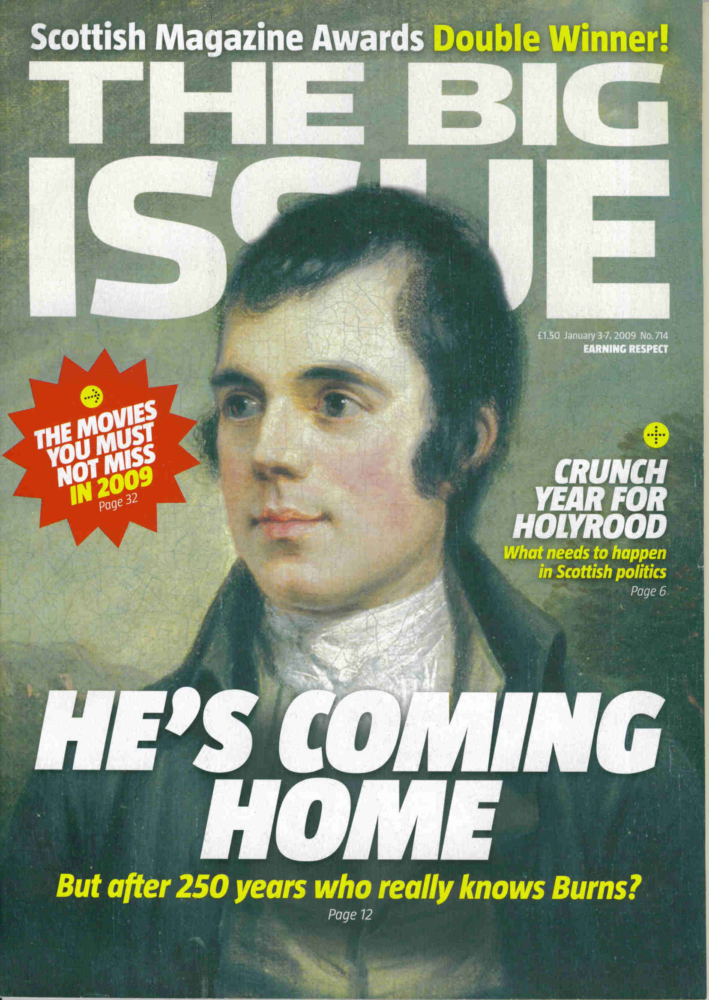 Scottish Magazine Awards Double Winner!
THE BIG
ISSUE
£1.50 January 3-7, 2009 No.714
EARNING RESPECT
THE MOVIES
YOU MUST
NOT MISS
IN 2009
Page 32
CRUNCH
YEAR FOR
HOLYROOD
What needs to happen
in Scottish politics
Page 6
HE'S COMING
HOME
But after 250 years who really knows Burns?
Page 12